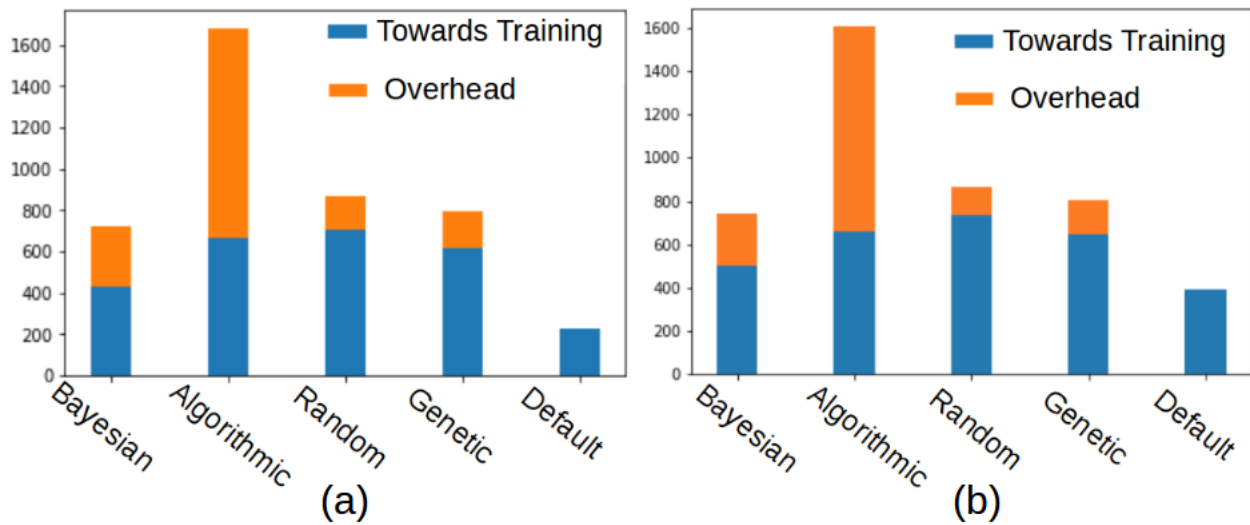 1600
1400
1200
1000
800
600
400
200
0
Towards Training
Overhead
Bayesian
Algorithmic
Random
Genetic
Default
(a)
1600
1400
1200
1000
800
600
400
200
0
Towards Training
Overhead
Bayesian
Algorithmic
Random
Genetic
Default
(b)